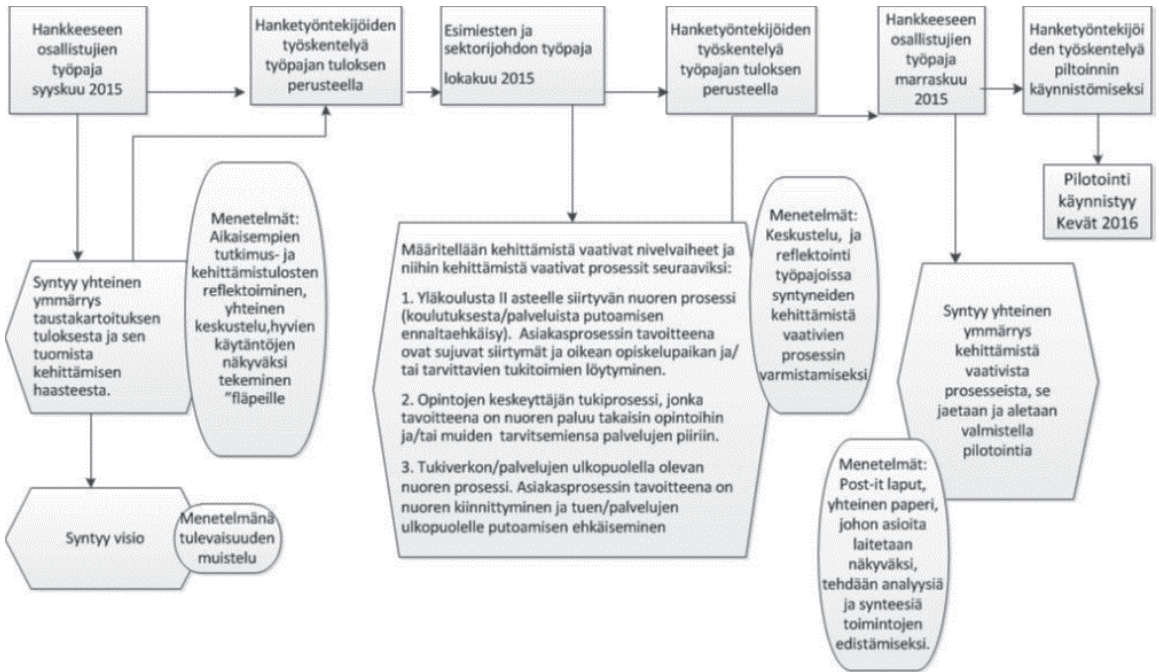 Hankkeeseen
osallistujien
työpaja
syyskuu 2015
Hanketyöntekijöiden
työskentelyä
työpajan tuloksen
perusteella
Esimiesten ja
sektorijohdon työpaja
lokakuu 2015
Hanketyöntekijöiden
työskentelyä
työpajan tuloksen
perusteella
Hankkeeseen
osallistujien
työpaja
marraskuu
2015
Hanketyöntekijöi
den työskentelyä
piltoinnin
käynnistömiseksi
Pilotointi
käynnistyy
Kevät 2016
Syntyy yhteinen
ymmärrys
taustakartoituksen
tuloksesta ja sen
tuomista
kehittämisen
haasteesta.
Menetelmät:
Aikaisempien
tutkimus- ja
kehittämistulosten
reflektoiminen,
yhteinen
keskustelu,hyvien
käytäntöjen
näkyväksi
tekeminen
"fläpeille
Syntyy visio
Menetelmänä
tulevaisuuden
muistelu
Määritellään kehittämistä vaativat nivelvaiheet ja
niihin kehittämistä vaativat prosessit seuraaviksi:
1. Yläkoulusta II asteelle siirtyvän nuoren prosessi
(koulutuksesta/palveluista putoamisen
ennaltaehkäisy). Asiakasprosessin tavoitteena
ovat sujuvat siirtymät ja oikean opiskelupaikan ja/
tai tarvittavien tukitoimien löytyminen.
2. Opintojen keskeyttäjän tukiprosessi, jonka
tavoitteena on nuoren paluu takaisin opintoihin
ja/tai muiden tarvitsemiensa palvelujen piiriin.
3. Tukiverkon/palvelujen ulkopuolella olevan
nuoren prosessi. Asiakasprosessin tavoitteena on
nuoren kiinnittyminen ja tuen/palvelujen
ulkopuolelle putoamisen ehkäiseminen
Menetelmät:
Keskustelu, ja
reflektointi
työpajoissa
syntyneiden
kehittämistä
vaativien
prosessin
varmistamiseksi
Syntyy yhteinen
ymmärrys
kehittämistä
vaativista
prosesseista, se
jaetaan ja aletaan
valmistella
pilotointia
Menetelmät:
Post-it laput,
yhteinen paperi,
johon asioita
laitetaan
näkyväksi,
tehdään analyysiä
ja synteesiä
toimintojen
edistämiseksi.